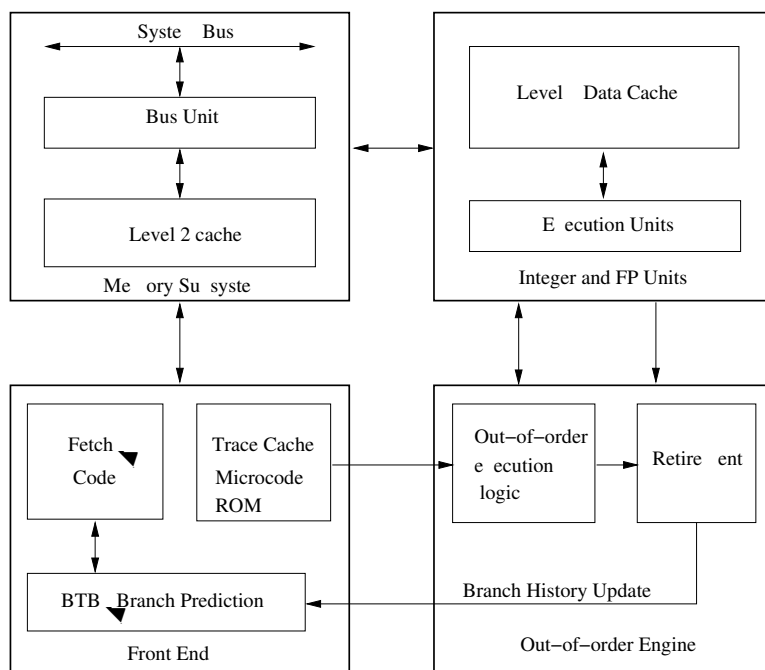 Syste Bus
Bus Unit
Level 2 cache
Me ory Su syste
Level Data Cache
E ecution Units
Integer and FP Units
Fetch
Code
Trace Cache
Microcode
ROM
BTB Branch Prediction
Front End
Out−of−order
e ecution
logic
Retire ent
Branch History Update
Out−of−order Engine